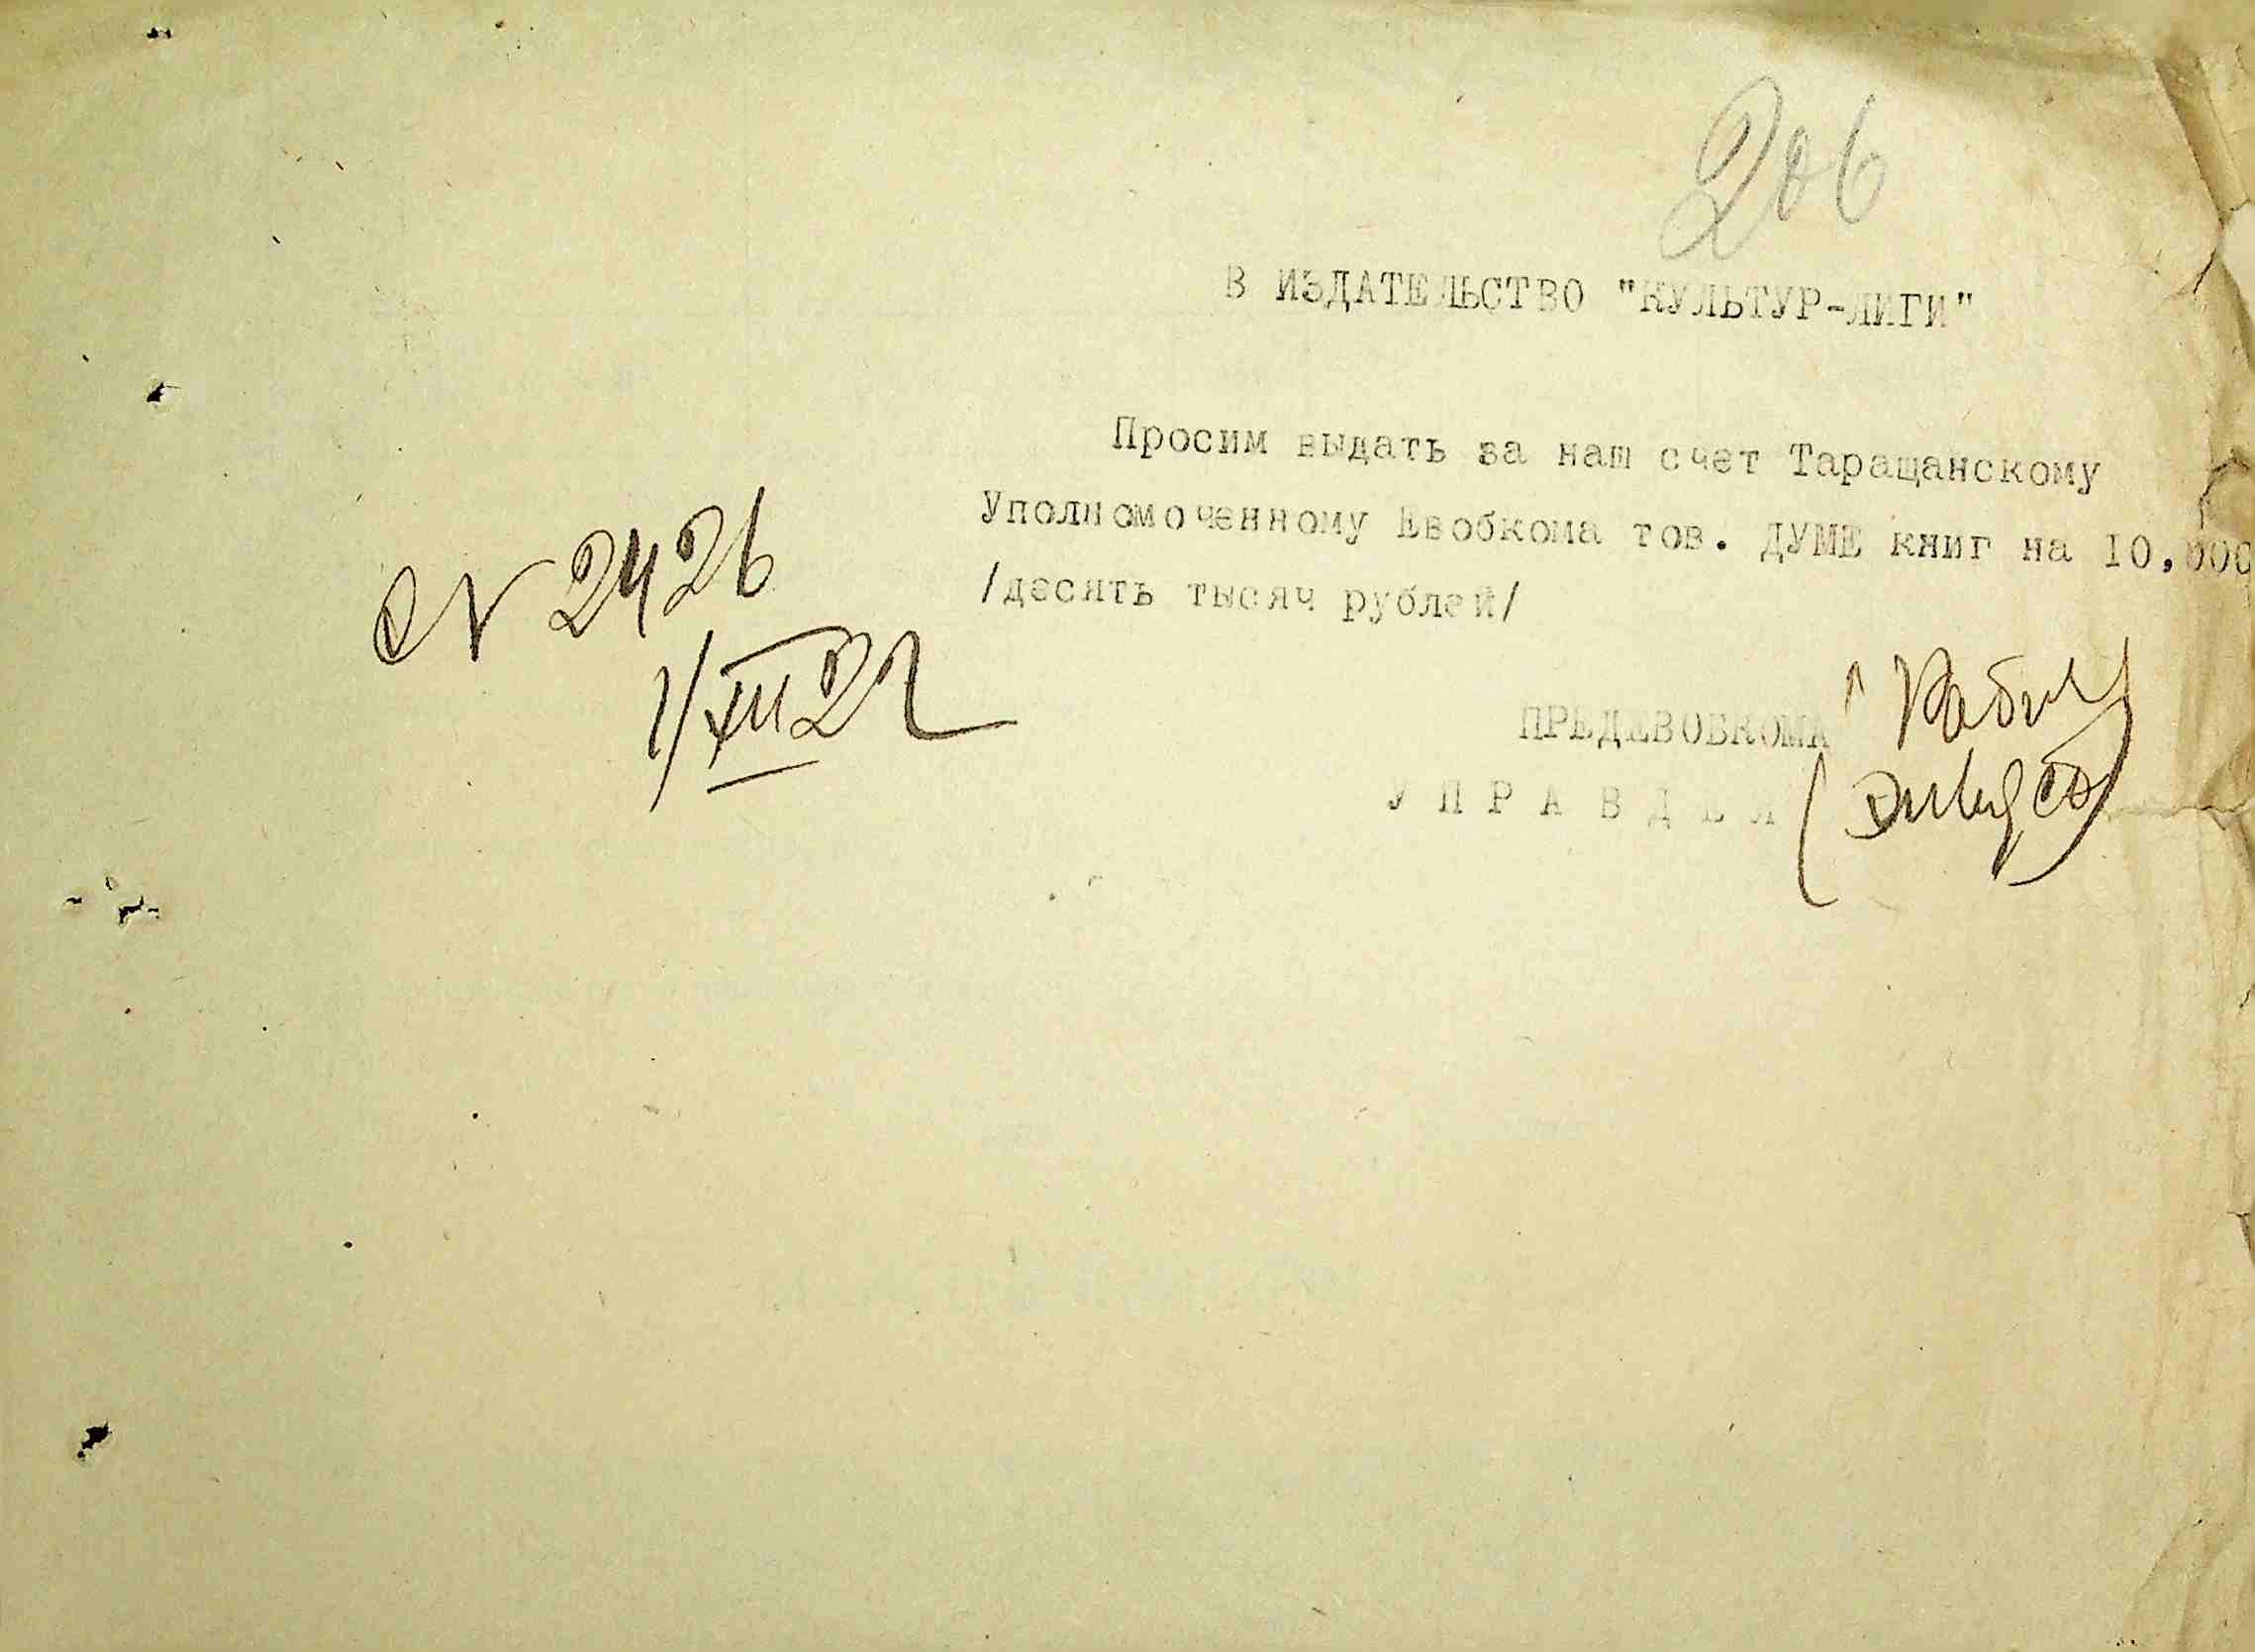 206
В ИЗДАТЕЛЬСТВО "КУЛЬТУР-ЛИГИ"
Просим выдать за наш счет Таращанскому
Уполномоченному Евобкома тов. ДУМЕ книг на 10,000
/десять тысяч рублей/
№ 2426
1/XII 22
ПРЕДЕВОБКОМА
УПРАВДЕЛ